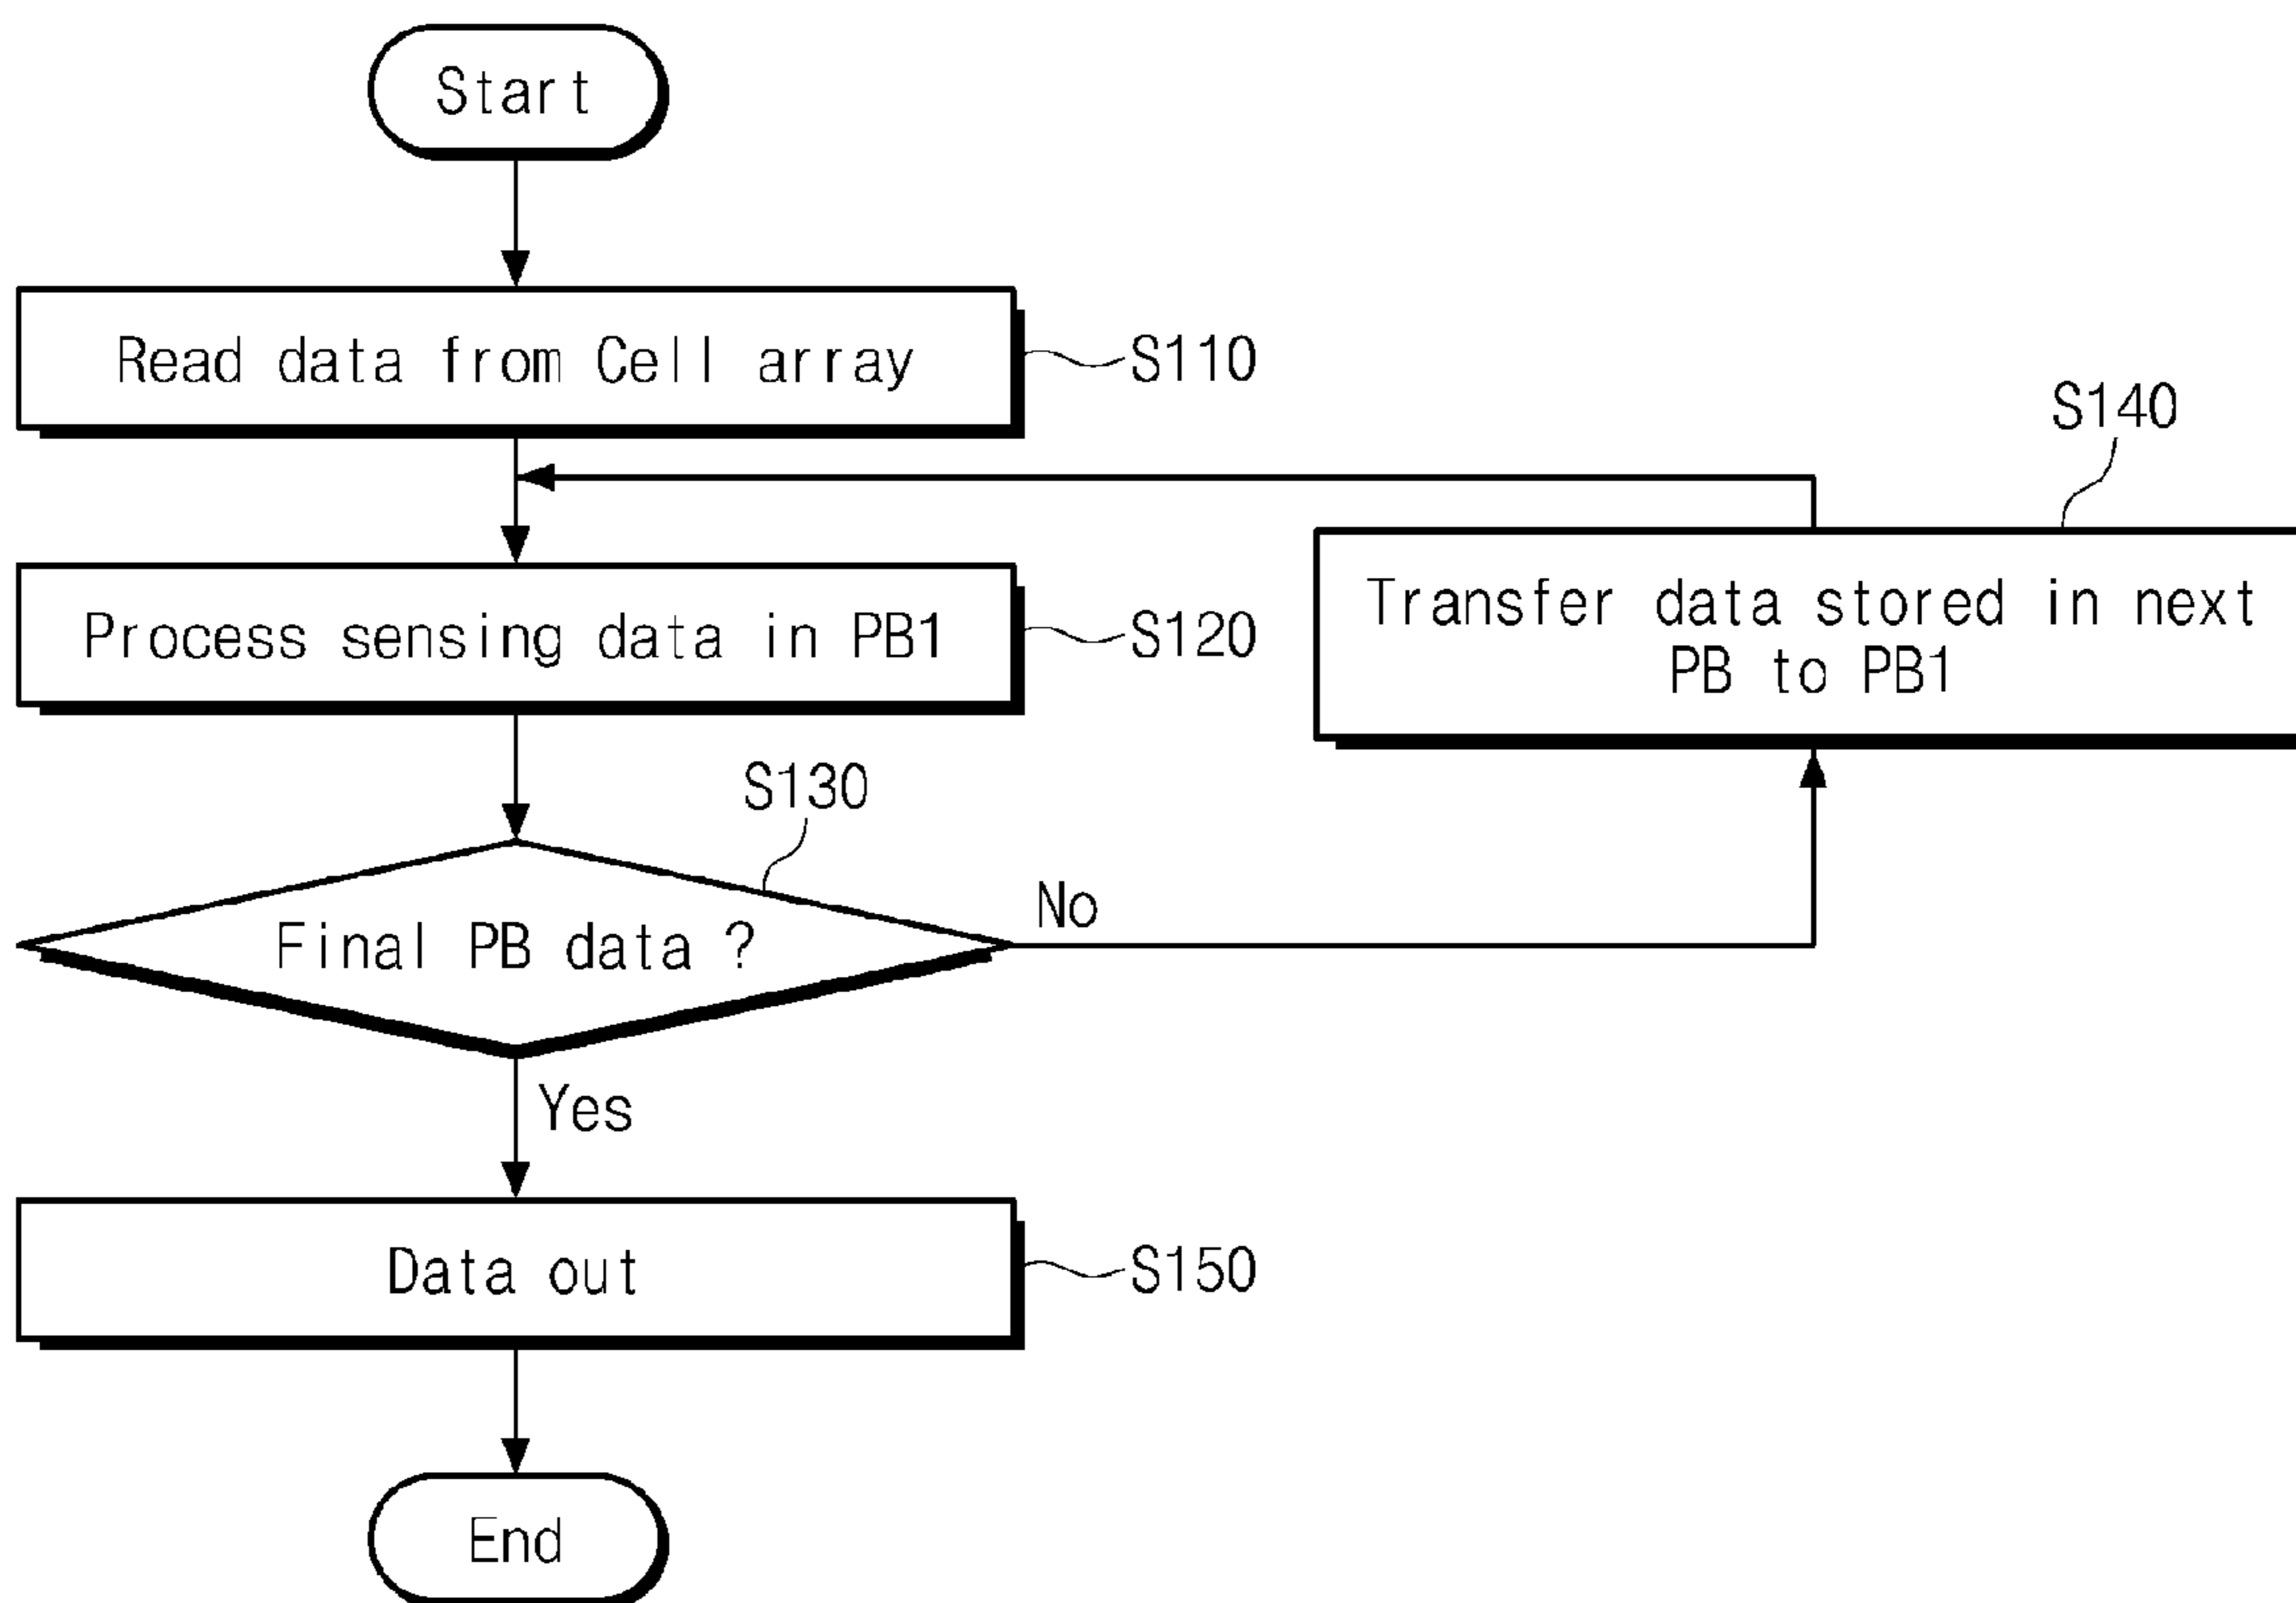 Start
Read data from Cell array
S110
S140
Process sensing data in PB1
S120
Transfer data stored in next
PB to PB1
S130
Final PB data ?
No
Yes
Data out
S150
End